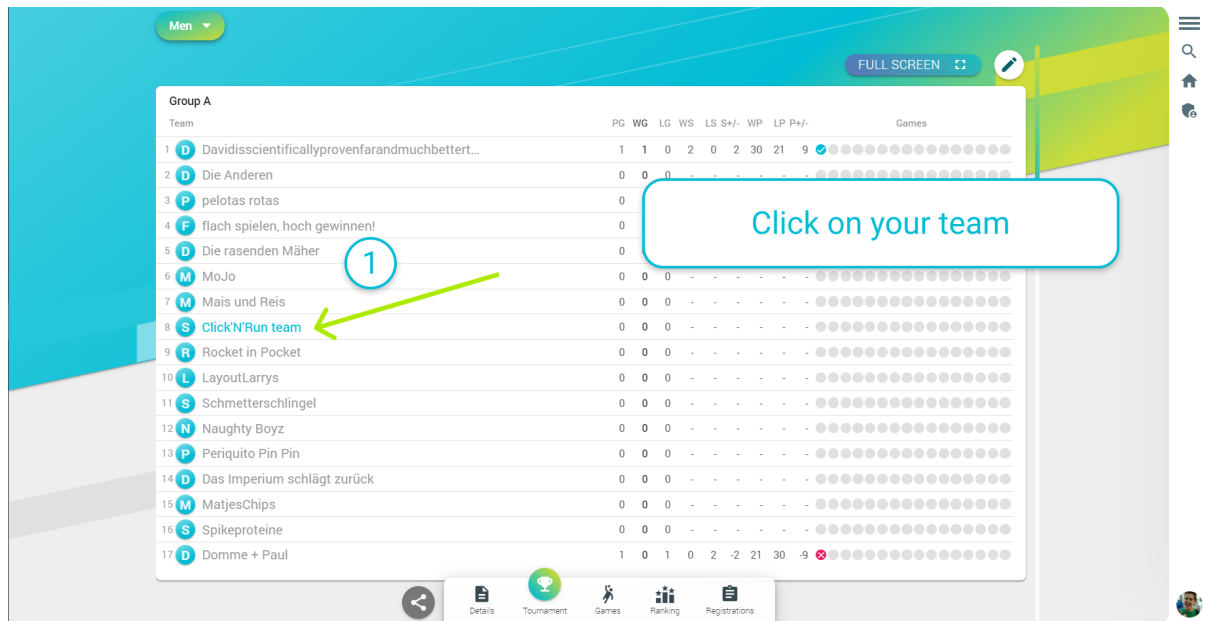 Men
FULL SCREEN
Group A
Team PG WG LG WS LS S+/- WP LP P+/- Games
1 D Davidisscientificallyprovenfarandmuchbettert... 1 1 0 2 0 2 30 21 9
2 D Die Anderen 0 0 0 - - - - - -
3 P pelotas rotas 0
Click on your team
4 F flach spielen, hoch gewinnen! 0
5 D Die rasenden Mäher 0
1
6 M MoJo 0 0 0 - - - - - -
7 M Mais und Reis 0 0 0 - - - - - -
8 S Click'N'Run team 0 0 0 - - - - - -
9 R Rocket in Pocket 0 0 0 - - - - - -
10 L LayoutLarrys 0 0 0 - - - - - -
11 S Schmetterschlingel 0 0 0 - - - - - -
12 N Naughty Boyz 0 0 0 - - - - - -
13 P Periquito Pin Pin 0 0 0 - - - - - -
14 D Das Imperium schlägt zurück 0 0 0 - - - - - -
15 M MatjesChips 0 0 0 - - - - - -
16 S Spikeproteine 0 0 0 - - - - - -
17 D Domme + Paul 1 0 1 0 2 -2 21 30 -9
Details Tournament Games Ranking Registrations